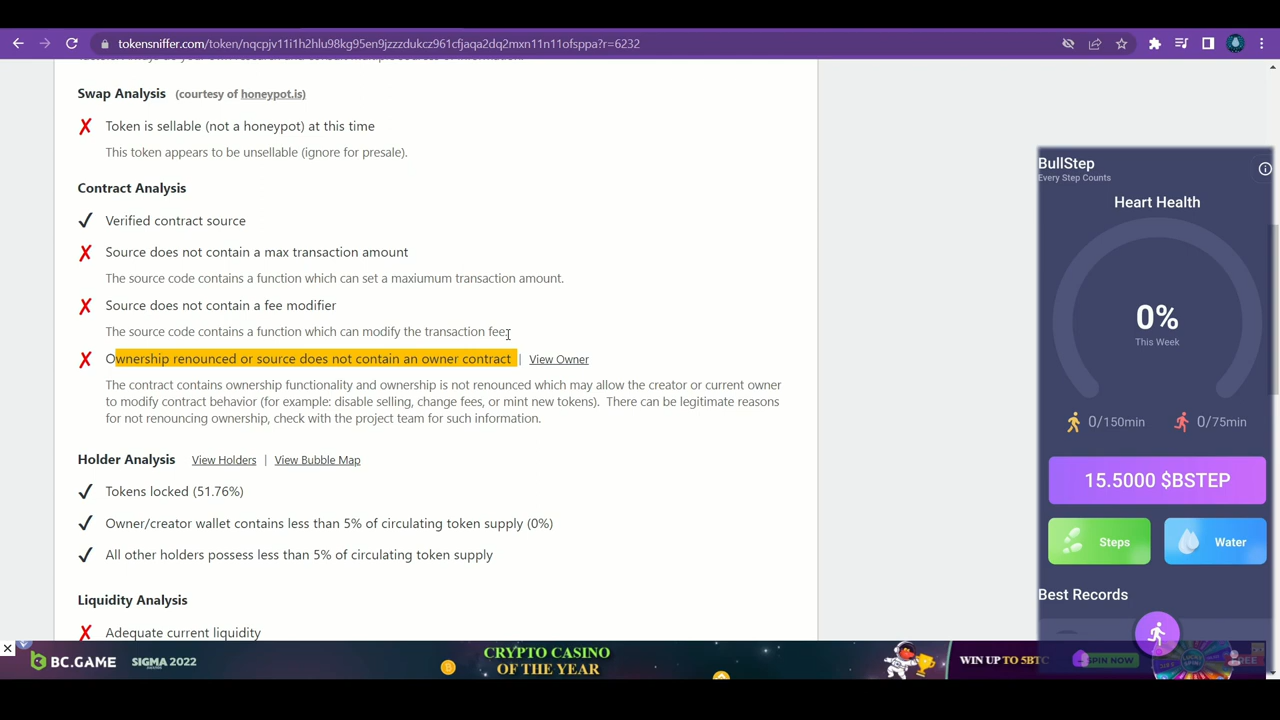 tokensniffer.com/token/nqcpjv11i1h2hlu98kg95en9jzzzdukcz961cfjaqa2dq2mxn11n11ofsppa?r=6232
Swap Analysis (courtesy of honeypot.is)
✗ Token is sellable (not a honeypot) at this time
This token appears to be unsellable (ignore for presale).
Contract Analysis
✓ Verified contract source
✗ Source does not contain a max transaction amount
The source code contains a function which can set a maxiumum transaction amount.
✗ Source does not contain a fee modifier
The source code contains a function which can modify the transaction fee.
✗ Ownership renounced or source does not contain an owner contract | View Owner
The contract contains ownership functionality and ownership is not renounced which may allow the creator or current owner
to modify contract behavior (for example: disable selling, change fees, or mint new tokens). There can be legitimate reasons
for not renouncing ownership, check with the project team for such information.
Holder Analysis View Holders | View Bubble Map
✓ Tokens locked (51.76%)
✓ Owner/creator wallet contains less than 5% of circulating token supply (0%)
✓ All other holders possess less than 5% of circulating token supply
Liquidity Analysis
✗ Adequate current liquidity
BullStep
Every Step Counts
Heart Health
0%
This Week
0/150min 0/75min
15.5000 $BSTEP
Steps Water
Best Records
BC.GAME SIGMA 2022
CRYPTO CASINO
OF THE YEAR
WIN UP TO 5BTC
SPIN NOW